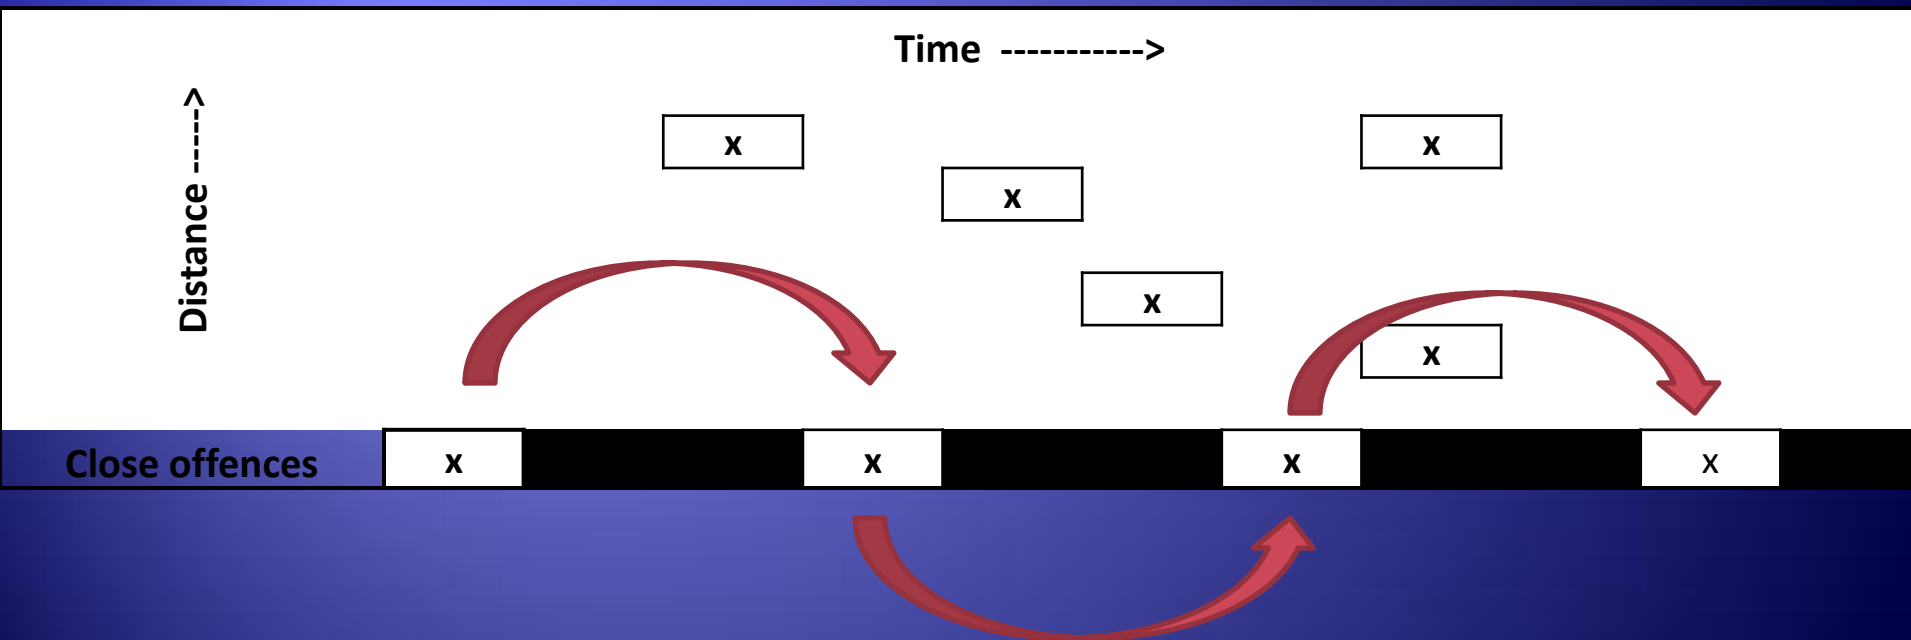 Time ----------->
Distance ------>
x
x
x
x
x
x
Close offences
x
x
x
x